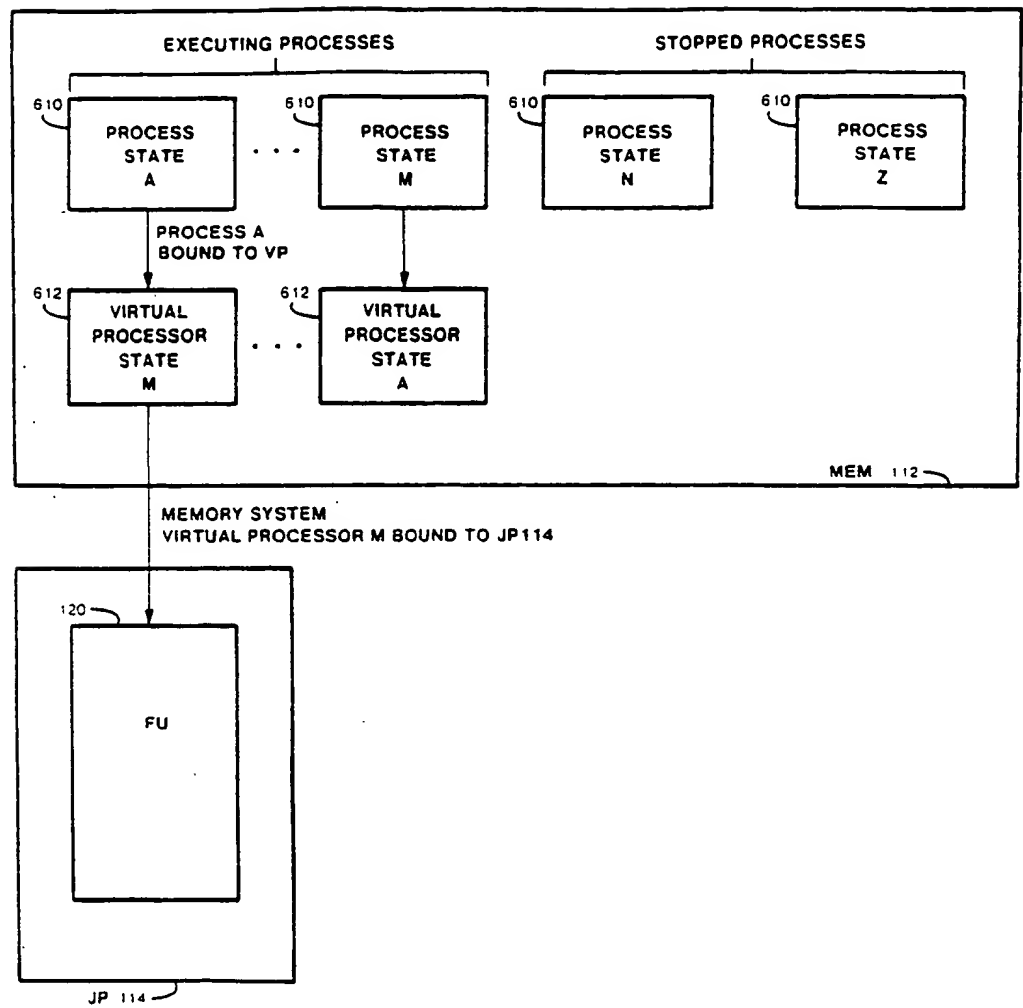 EXECUTING PROCESSES
STOPPED PROCESSES
610
PROCESS
STATE
A
. . .
610
PROCESS
STATE
M
610
PROCESS
STATE
N
610
PROCESS
STATE
Z
PROCESS A
BOUND TO VP
612
VIRTUAL
PROCESSOR
STATE
M
. . .
612
VIRTUAL
PROCESSOR
STATE
A
MEM 112
MEMORY SYSTEM
VIRTUAL PROCESSOR M BOUND TO JP114
120
FU
JP 114